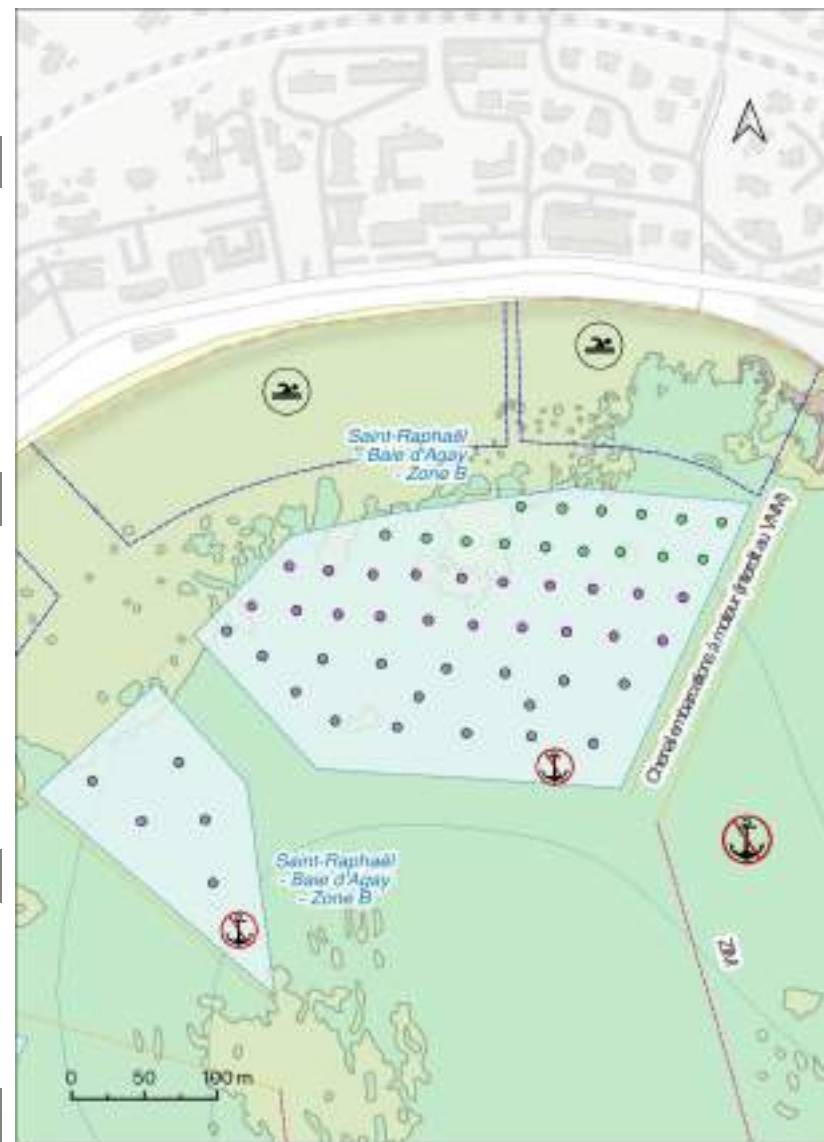 Saint-Raphaël
- Baie d'Agay
- Zone B
Chenal embarcations à moteur (interdit au VNM)
Saint-Raphaël
- Baie d'Agay
- Zone B
ZIM
0 50 100 m